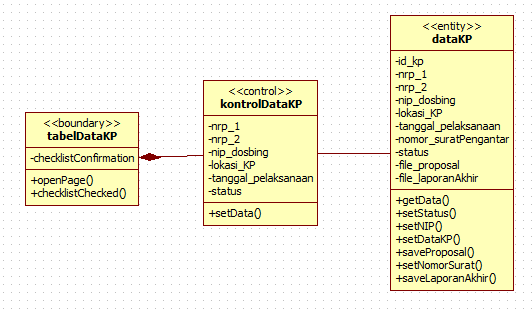 <<boundary>>
tabelDataKP
-checklistConfirmation
+openPage()
+checklistChecked()
<<control>>
kontrolDataKP
-nrp_1
-nrp_2
-nip_dosbing
-lokasi_KP
-tanggal_pelaksanaan
-status
+setData()
<<entity>>
dataKP
-id_kp
-nrp_1
-nrp_2
-nip_dosbing
-lokasi_KP
-tanggal_pelaksanaan
-nomor_suratPengantar
-status
-file_proposal
-file_laporanAkhir
+getData()
+setStatus()
+setNIP()
+setDataKP()
+saveProposal()
+setNomorSurat()
+saveLaporanAkhir()